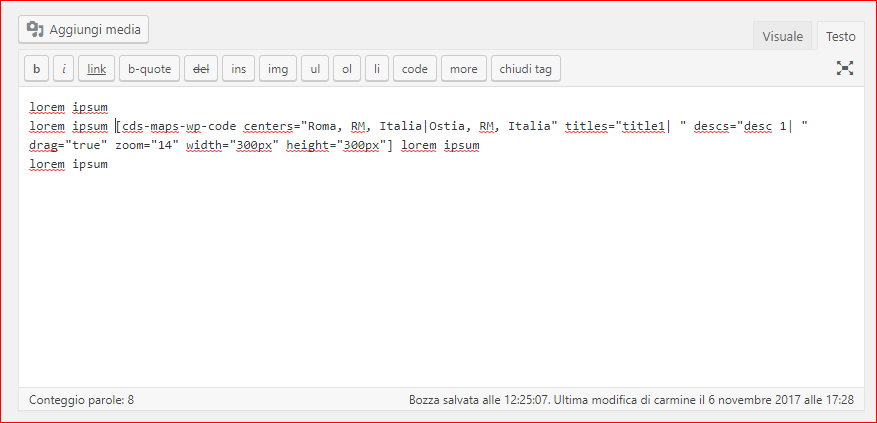 Aggiungi media
Visuale Testo
b i link b-quote del ins img ul ol li code more chiudi tag
lorem ipsum
lorem ipsum [cds-maps-wp-code centers="Roma, RM, Italia|Ostia, RM, Italia" titles="title1| " descs="desc 1| "
drag="true" zoom="14" width="300px" height="300px"] lorem ipsum
lorem ipsum
Conteggio parole: 8 Bozza salvata alle 12:25:07. Ultima modifica di carmine il 6 novembre 2017 alle 17:28